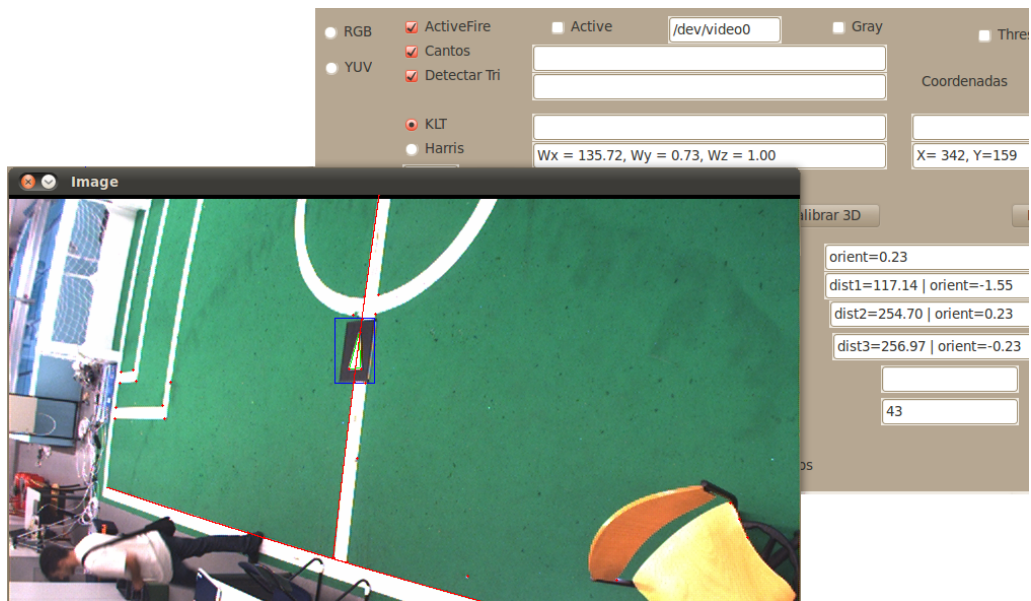 RGB
ActiveFire
Active
/dev/video0
Gray
Thres
Cantos
YUV
Detectar Tri
Coordenadas
KLT
Harris
Wx = 135.72, Wy = 0.73, Wz = 1.00
X= 342, Y=159
Image
alibrar 3D
orient=0.23
dist1=117.14 | orient=-1.55
dist2=254.70 | orient=0.23
dist3=256.97 | orient=-0.23
43
os